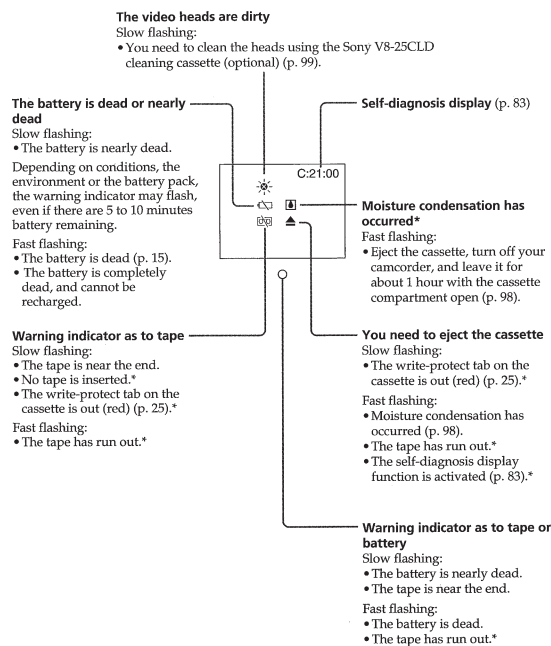 The video heads are dirty
Slow flashing:
• You need to clean the heads using the Sony V8-25CLD
cleaning cassette (optional) (p. 99).
The battery is dead or nearly
dead
Slow flashing:
• The battery is nearly dead.
Depending on conditions, the
environment or the battery pack,
the warning indicator may flash,
even if there are 5 to 10 minutes
battery remaining.
Fast flashing:
• The battery is dead (p. 15).
• The battery is completely
dead, and cannot be
recharged.
Warning indicator as to tape
Slow flashing:
• The tape is near the end.
• No tape is inserted.*
• The write-protect tab on the
cassette is out (red) (p. 25).*
Fast flashing:
• The tape has run out.*
C:21:00
Self-diagnosis display (p. 83)
Moisture condensation has
occurred*
Fast flashing:
• Eject the cassette, turn off your
camcorder, and leave it for
about 1 hour with the cassette
compartment open (p. 98).
You need to eject the cassette
Slow flashing:
• The write-protect tab on the
cassette is out (red) (p. 25).*
Fast flashing:
• Moisture condensation has
occurred (p. 98).
• The tape has run out.*
• The self-diagnosis display
function is activated (p. 83).*
Warning indicator as to tape or
battery
Slow flashing:
• The battery is nearly dead.
• The tape is near the end.
Fast flashing:
• The battery is dead.
• The tape has run out.*